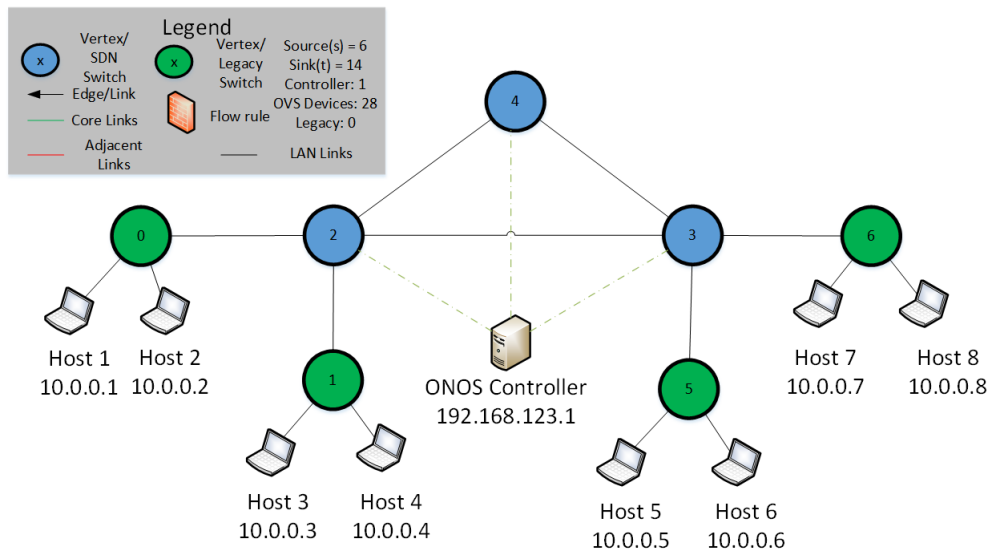 Legend
x
Vertex/
SDN
Switch
x
Vertex/
Legacy
Switch
Source(s) = 6
Sink(t) = 14
Controller: 1
OVS Devices: 28
Legacy: 0
Edge/Link
Core Links
Flow rule
Adjacent
Links
LAN Links
4
0
2
3
6
Host 1
10.0.0.1
Host 2
10.0.0.2
1
ONOS Controller
192.168.123.1
5
Host 7
10.0.0.7
Host 8
10.0.0.8
Host 3
10.0.0.3
Host 4
10.0.0.4
Host 5
10.0.0.5
Host 6
10.0.0.6